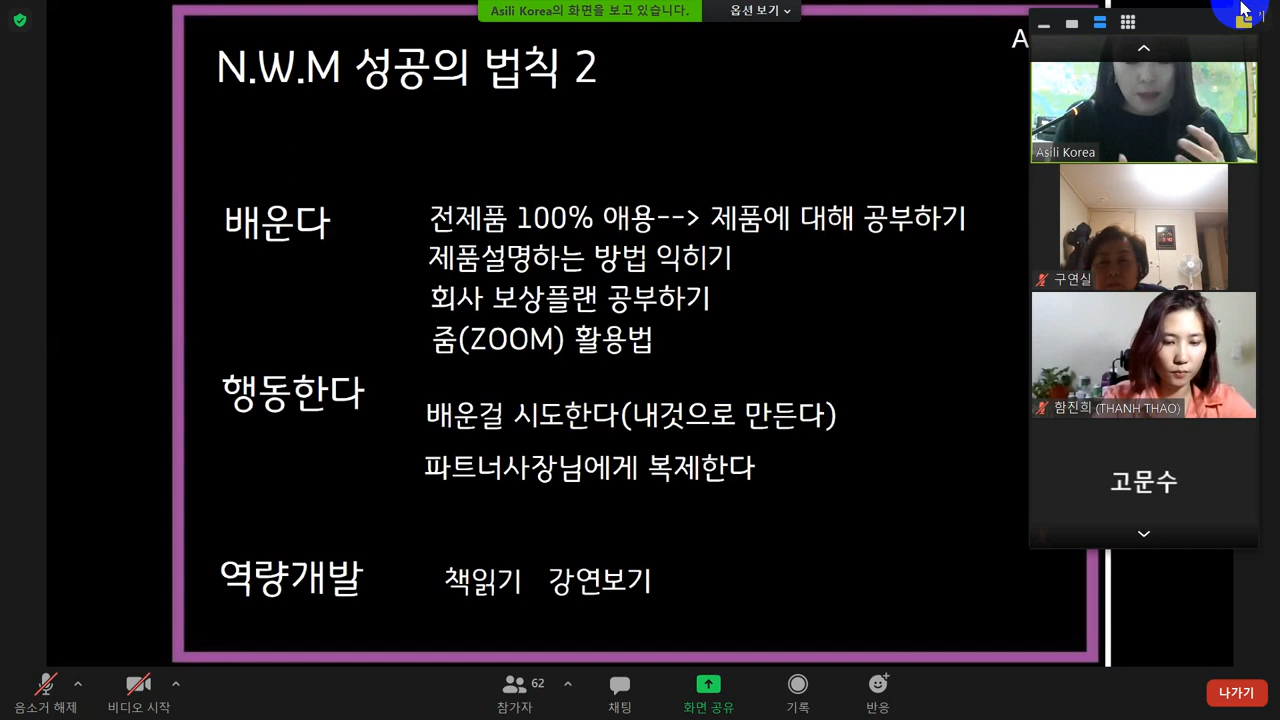 Asili Korea의 화면을 보고 있습니다.
옵션 보기
N.W.M 성공의 법칙 2
A
배운다
전제품 100% 애용--> 제품에 대해 공부하기
제품설명하는 방법 익히기
회사 보상플랜 공부하기
줌(ZOOM) 활용법
행동한다
배운걸 시도한다(내것으로 만든다)
파트너사장님에게 복제한다
역량개발
책읽기 강연보기
Asili Korea
구연실
함진희 (THANH THAO)
고문수
음소거 해제
비디오 시작
62
참가자
채팅
화면 공유
기록
반응
나가기